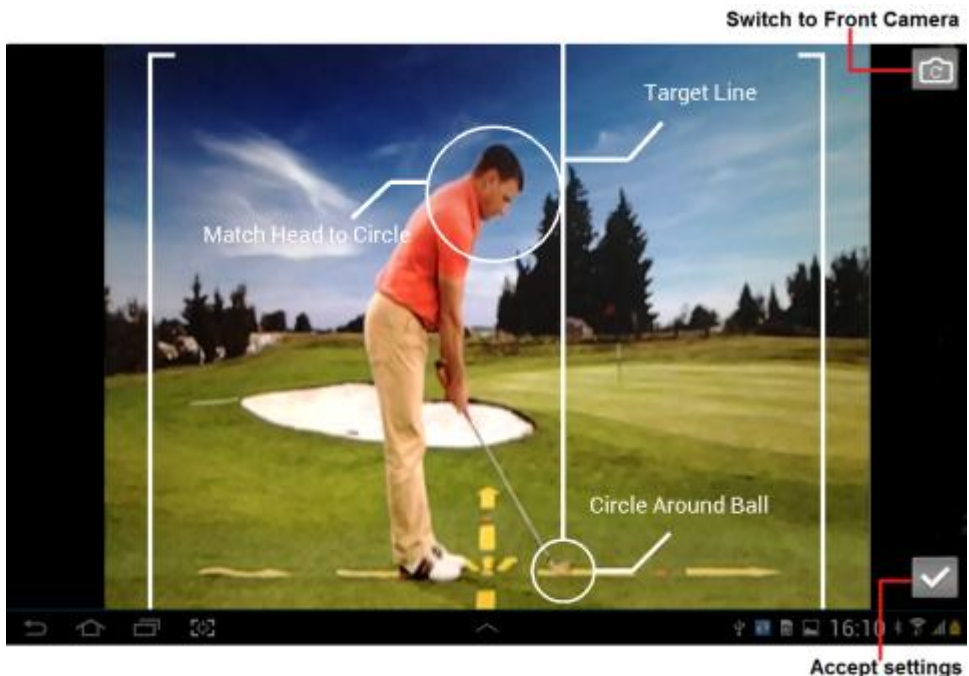 Switch to Front Camera
Target Line
Match Head to Circle
Circle Around Ball
16:10
Accept settings